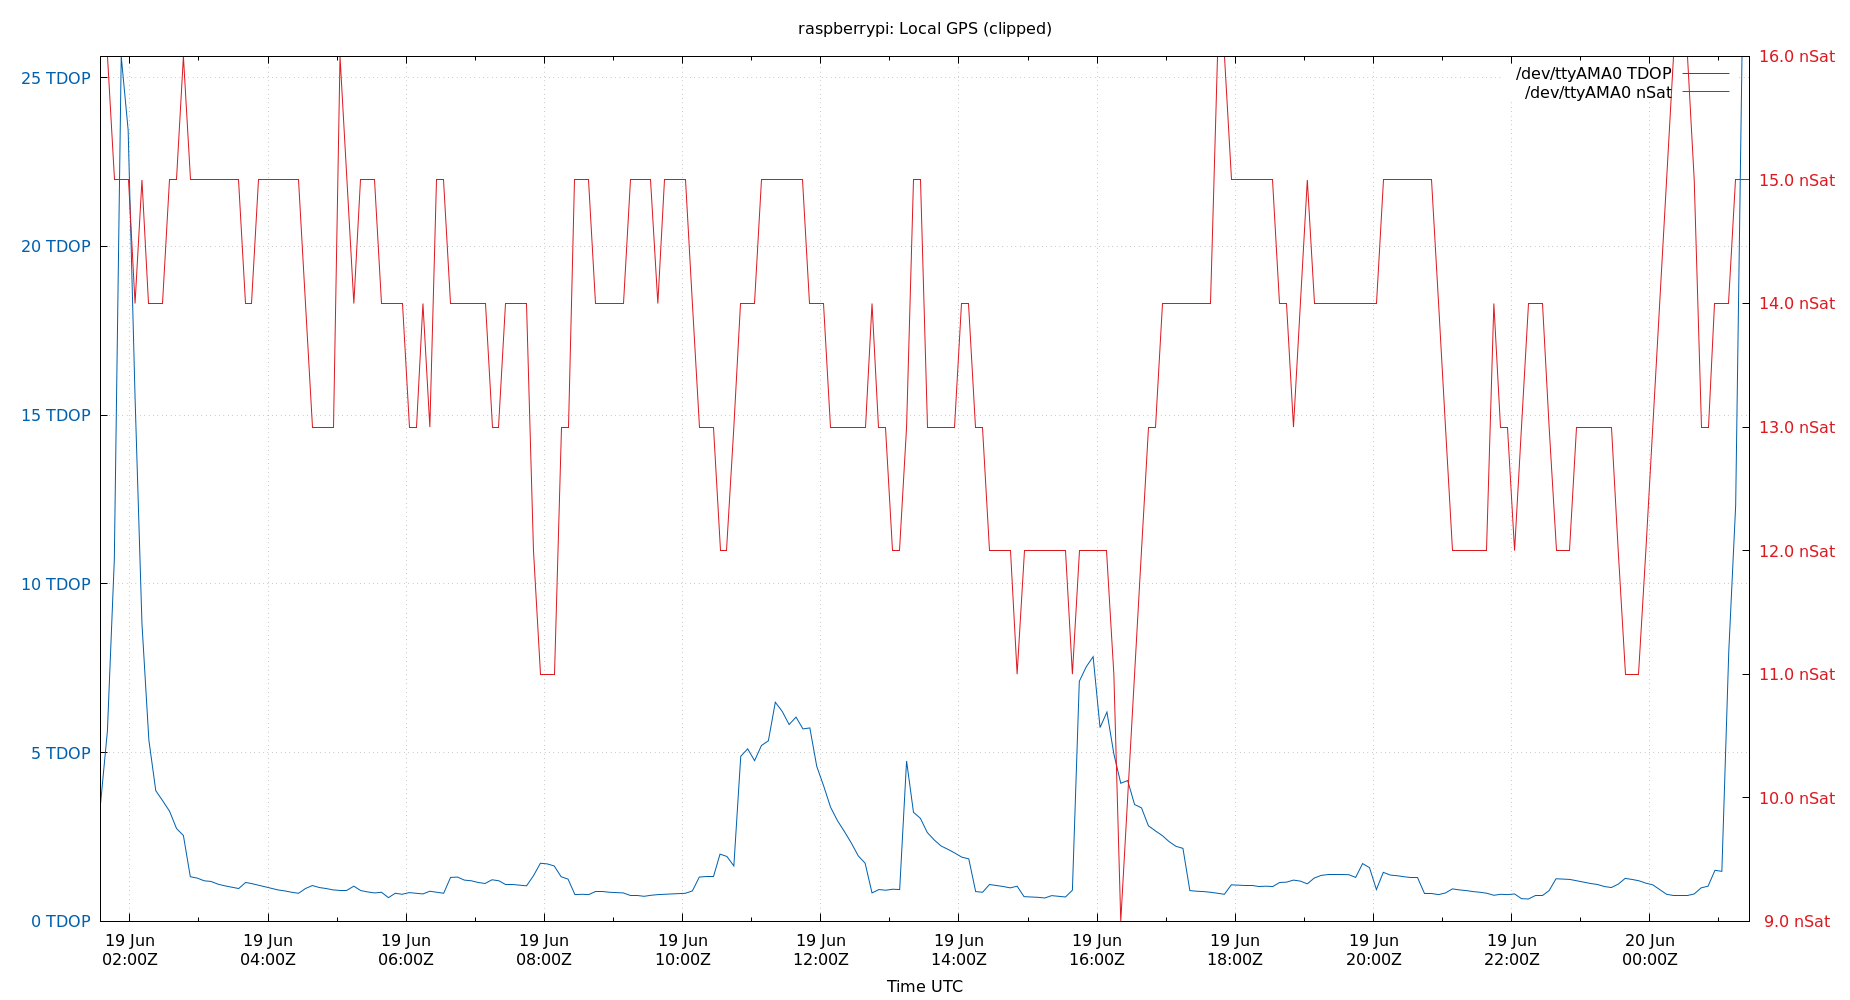 raspberrypi: Local GPS (clipped)
/dev/ttyAMA0 TDOP
/dev/ttyAMA0 nSat
25 TDOP
20 TDOP
15 TDOP
10 TDOP
5 TDOP
0 TDOP
16.0 nSat
15.0 nSat
14.0 nSat
13.0 nSat
12.0 nSat
11.0 nSat
10.0 nSat
9.0 nSat
19 Jun 19 Jun 19 Jun 19 Jun 19 Jun 19 Jun 19 Jun 19 Jun 19 Jun 19 Jun 19 Jun 20 Jun
02:00Z 04:00Z 06:00Z 08:00Z 10:00Z 12:00Z 14:00Z 16:00Z 18:00Z 20:00Z 22:00Z 00:00Z
Time UTC